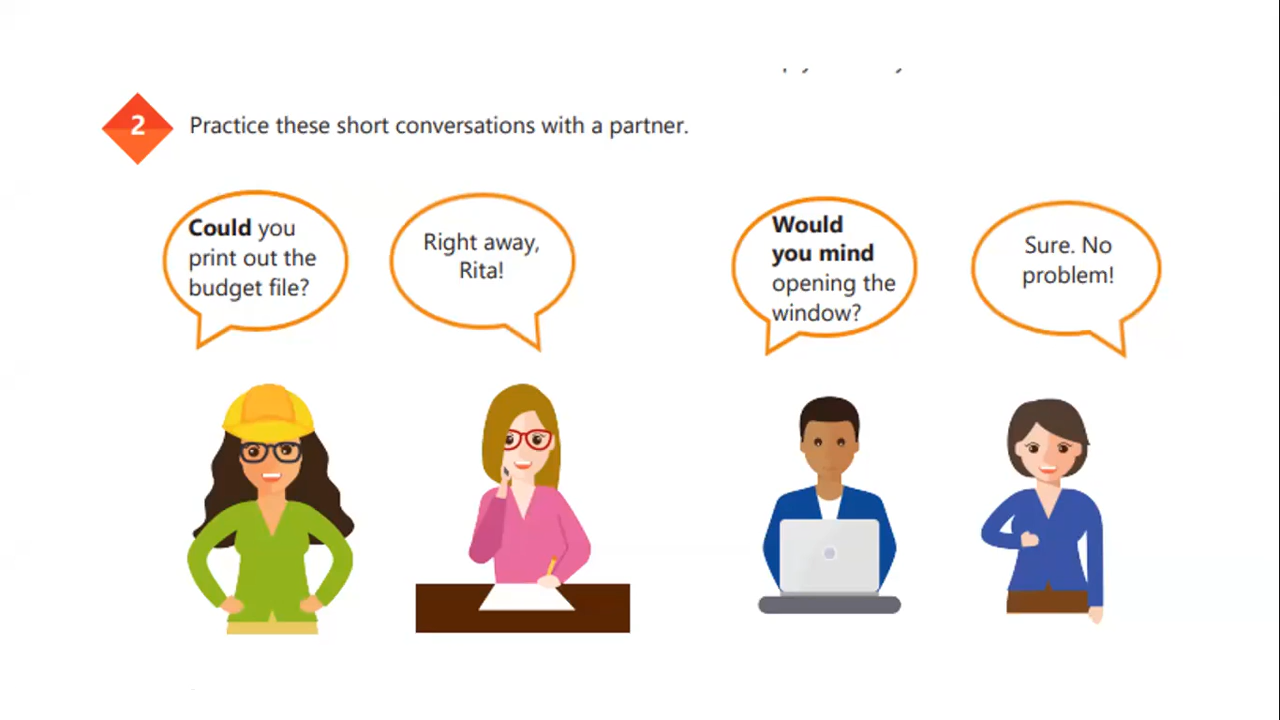 2
Practice these short conversations with a partner.
Could you
print out the
budget file?
Right away,
Rita!
Would
you mind
opening the
window?
Sure. No
problem!